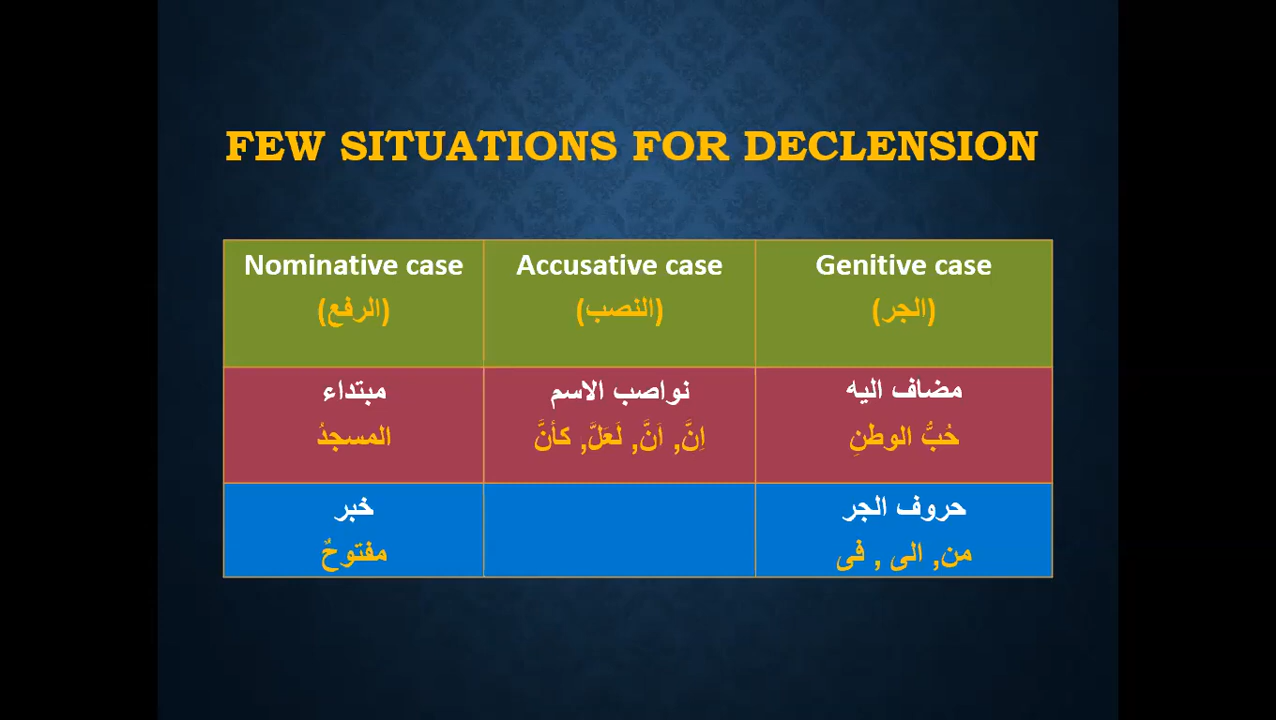 FEW SITUATIONS FOR DECLENSION
Nominative case
(الرفع)
Accusative case
(النصب)
Genitive case
(الجر)
مبتداء
المسجدُ
نواصب الاسم
اِنَّ, اَنَّ, لَعَلَّ, كأنَّ
مضاف اليه
حُبُّ الوطنِ
خبر
مفتوحٌ
حروف الجر
من, الى , فى